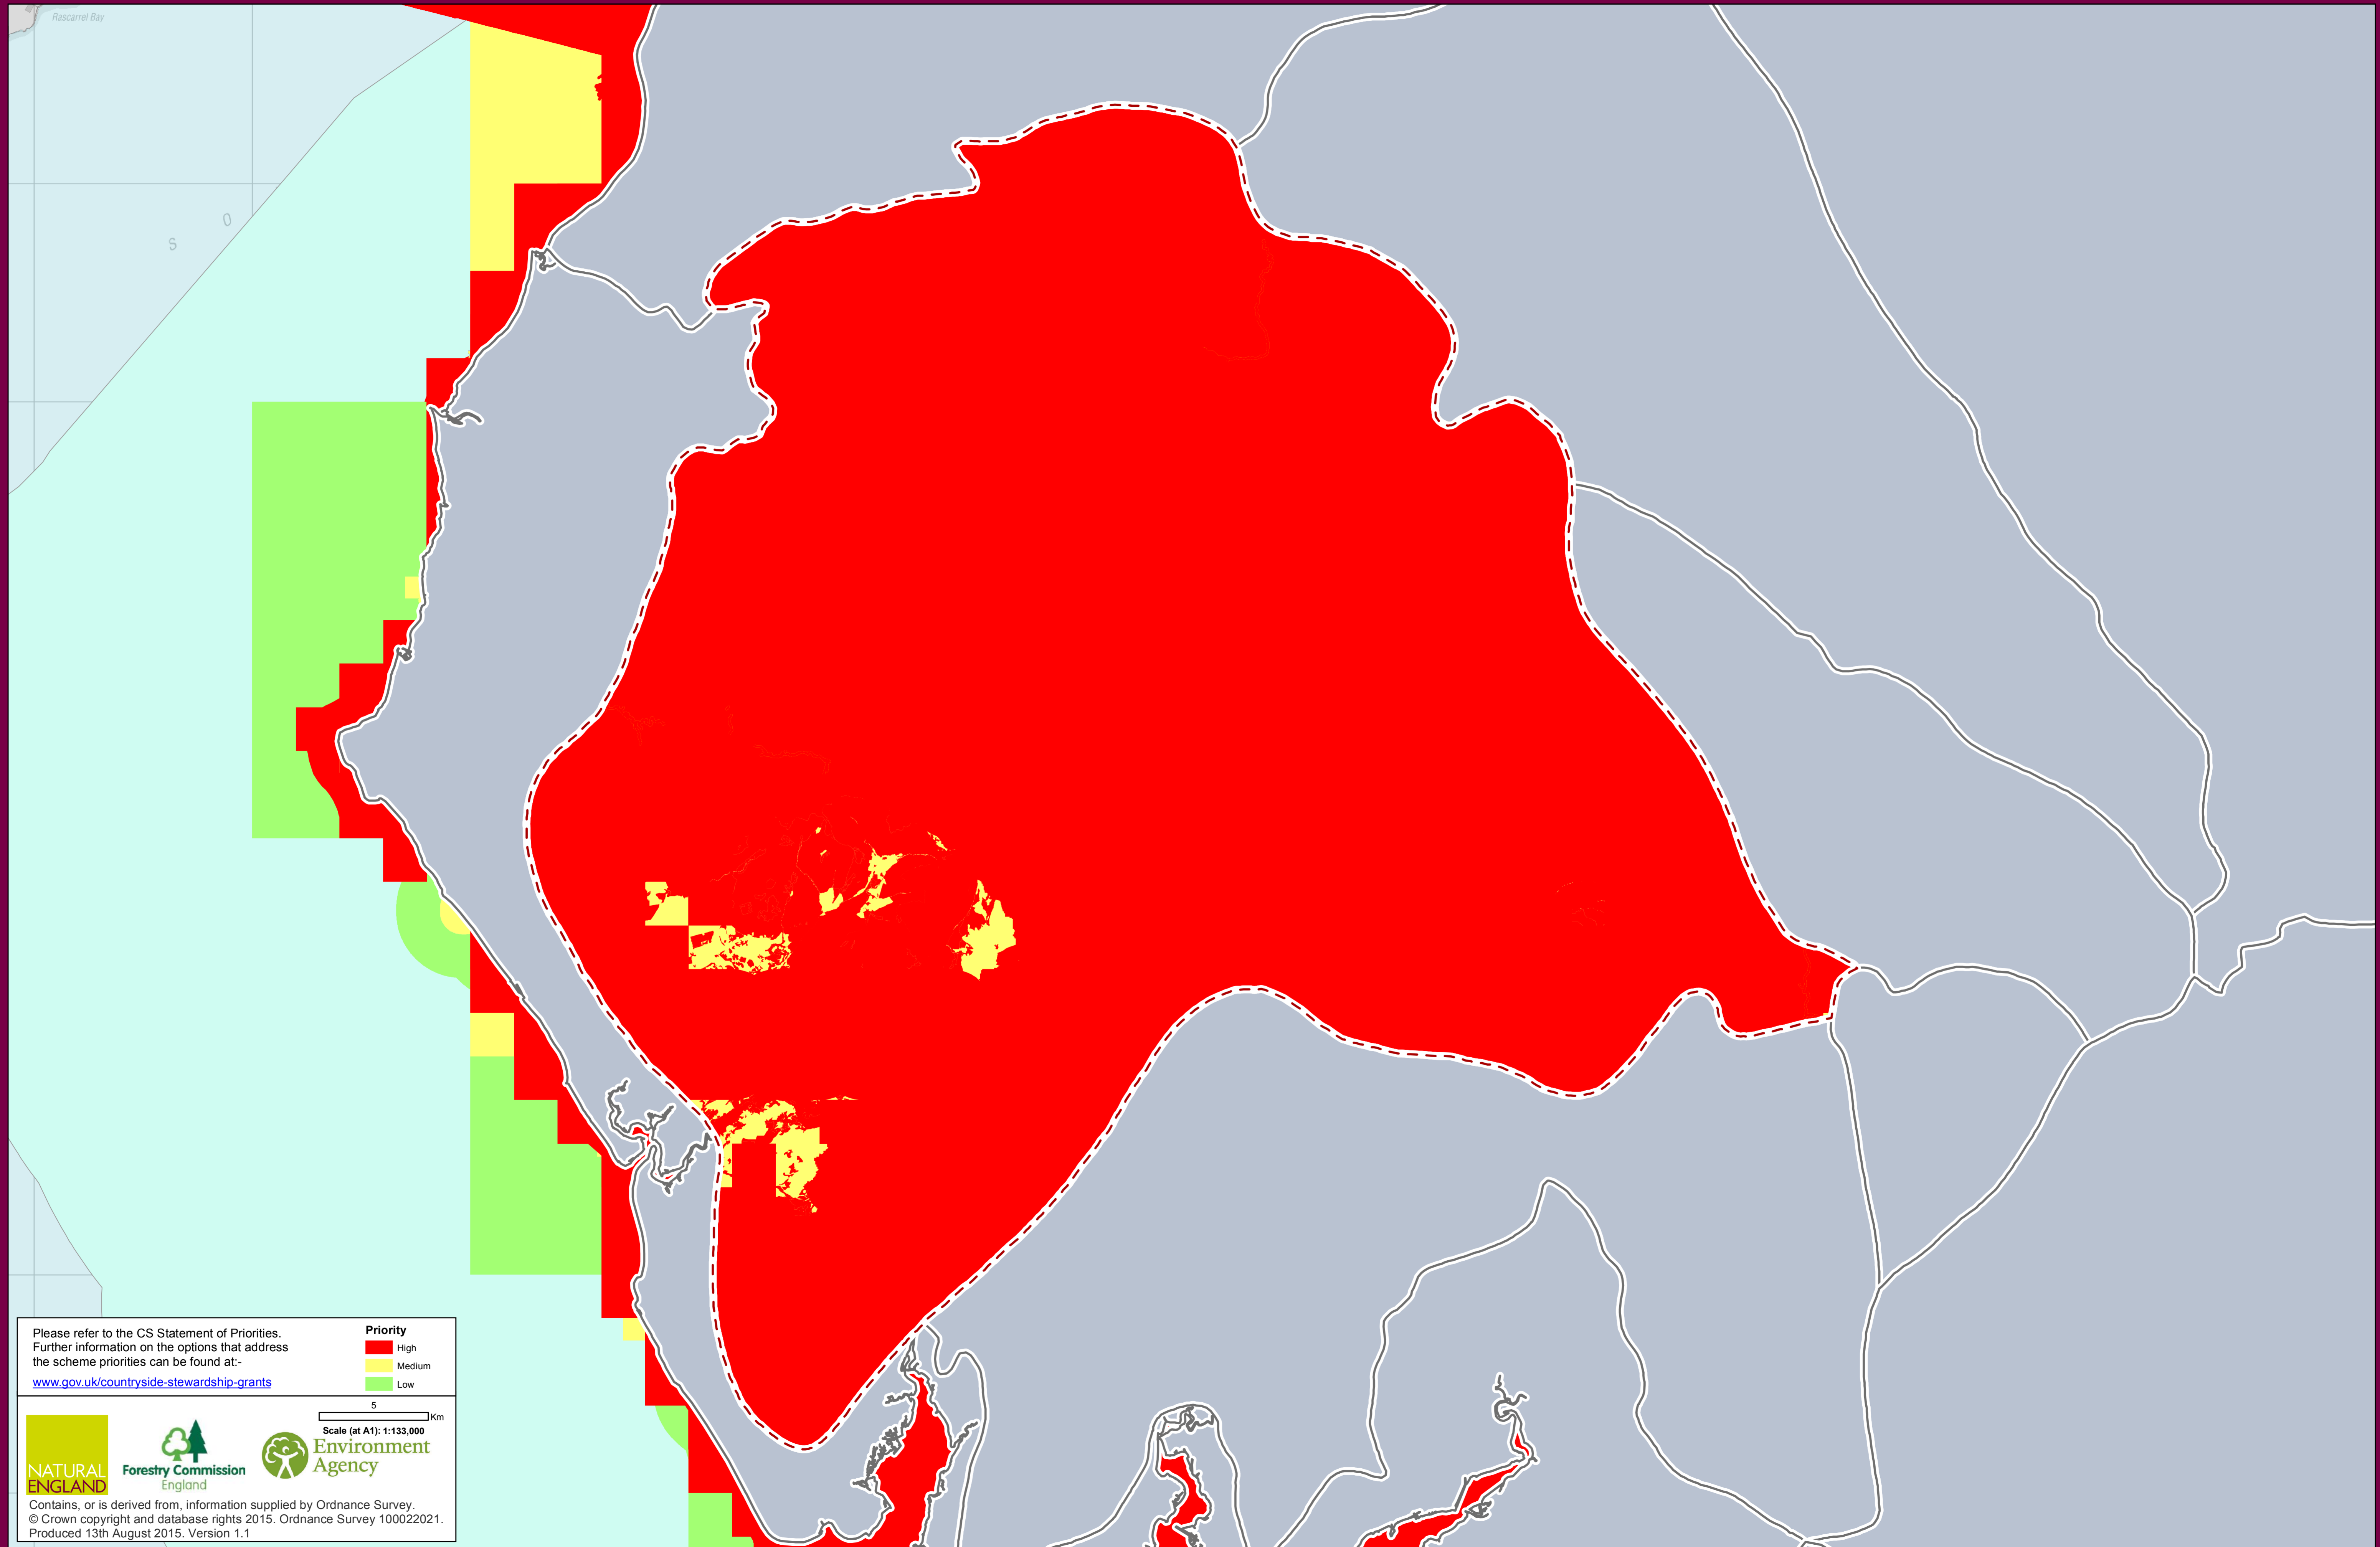 Rascarrel Bay
O
S
Please refer to the CS Statement of Priorities.
Further information on the options that address
the scheme priorities can be found at:-
www.gov.uk/countryside-stewardship-grants
Priority
High
Medium
Low
5
Km
Scale (at A1): 1:133,000
NATURAL
ENGLAND
Forestry Commission
England
Environment
Agency
Contains, or is derived from, information supplied by Ordnance Survey.
© Crown copyright and database rights 2015. Ordnance Survey 100022021.
Produced 13th August 2015. Version 1.1